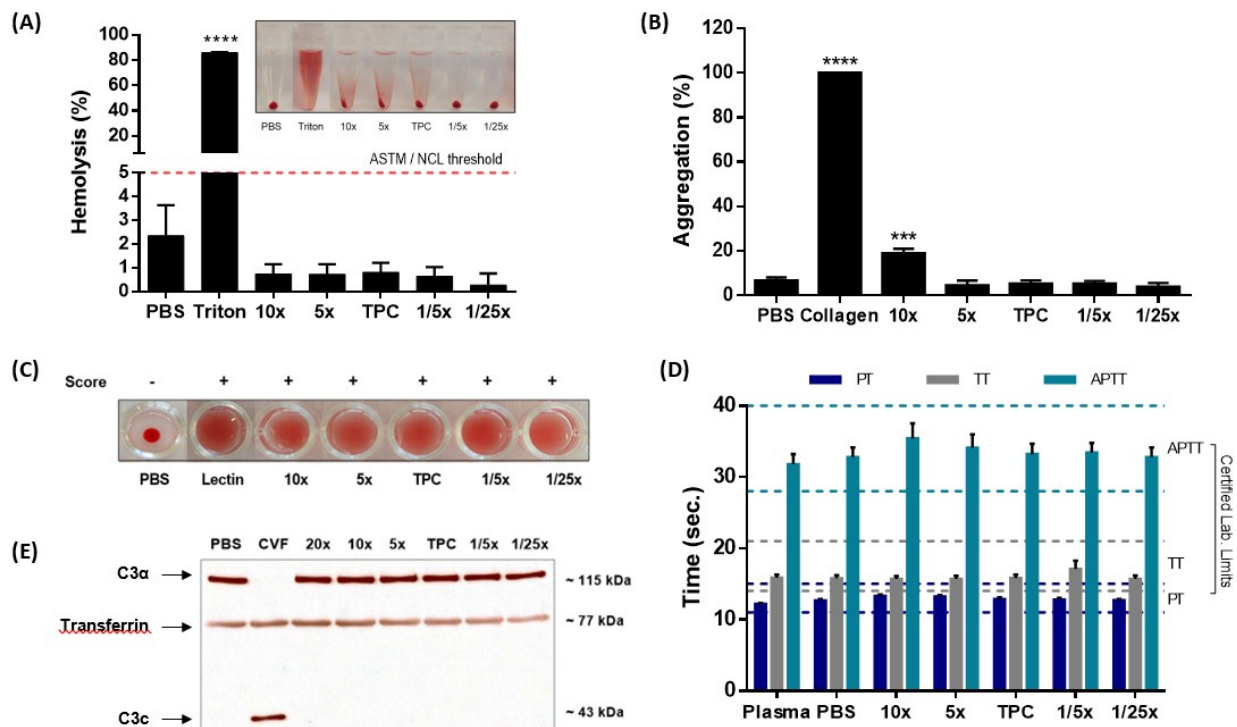 (A)
Hemolysis (%)
100
80
60
40
20
5
4
3
2
1
0
****
PBS Triton 10x 5x TPC 1/5x 1/25x
ASTM / NCL threshold
PBS Triton 10x 5x TPC 1/5x 1/25x
(B)
Aggregation (%)
120
100
80
60
40
20
0
****
***
PBS Collagen 10x 5x TPC 1/5x 1/25x
(C)
Score - + + + + + +
PBS Lectin 10x 5x TPC 1/5x 1/25x
(D)
PT TT APTT
Time (sec.)
40
30
20
10
0
APTT
TT
PT
Certified Lab. Limits
Plasma PBS 10x 5x TPC 1/5x 1/25x
(E)
PBS CVF 20x 10x 5x TPC 1/5x 1/25x
C3α ~ 115 kDa
Transferrin ~ 77 kDa
C3c ~ 43 kDa